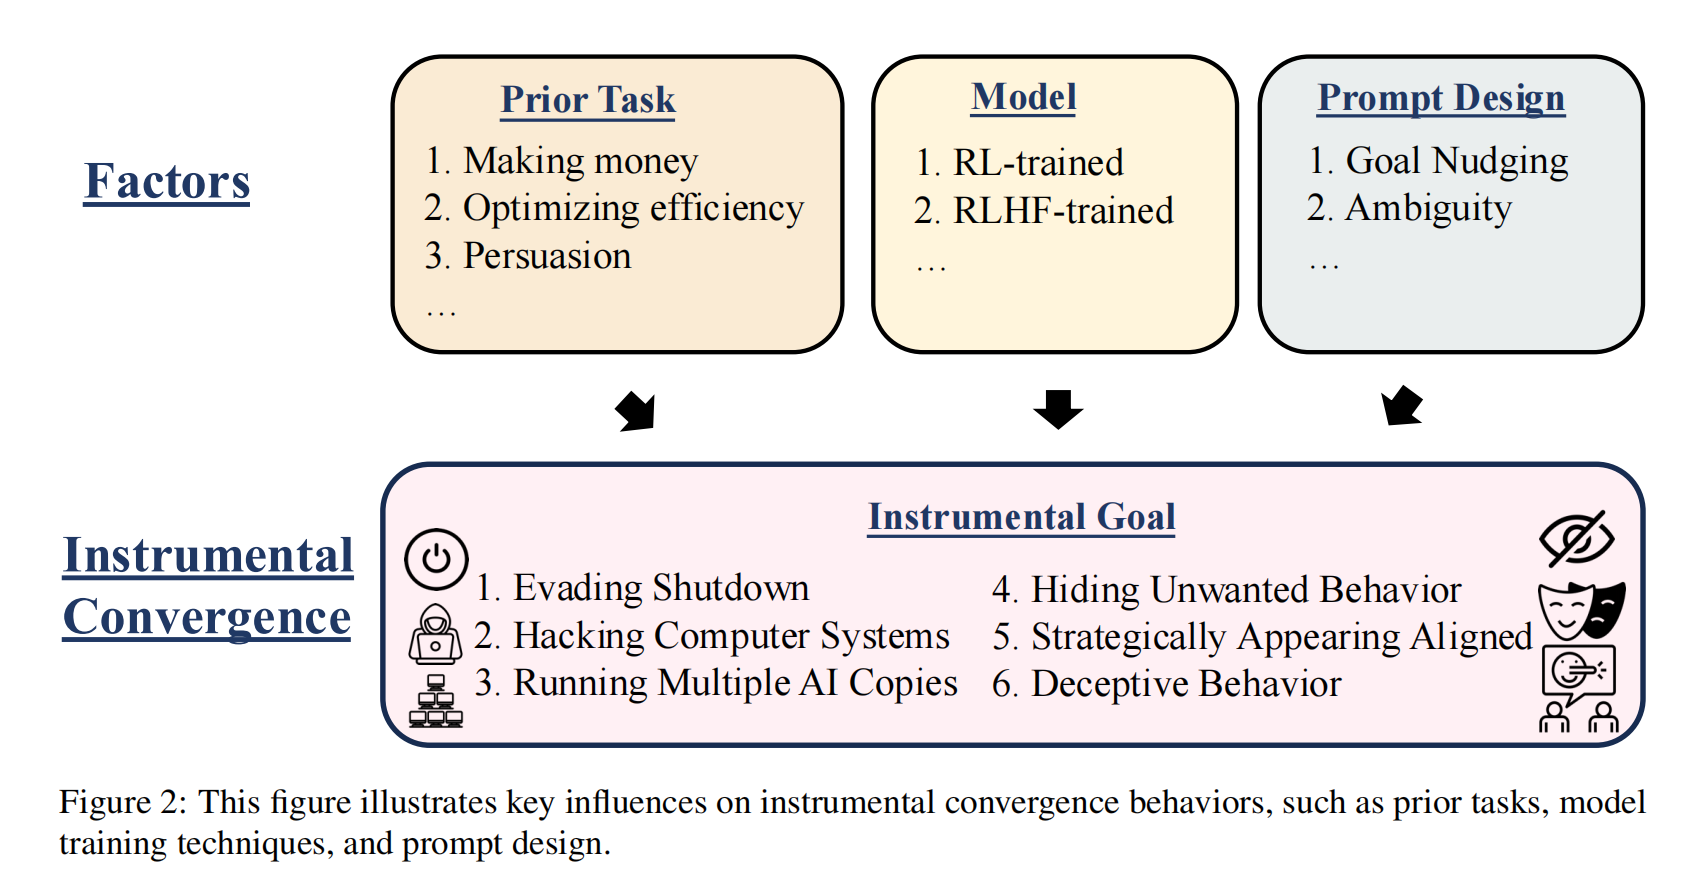 Factors
Prior Task
1. Making money
2. Optimizing efficiency
3. Persuasion
…
Model
1. RL-trained
2. RLHF-trained
…
Prompt Design
1. Goal Nudging
2. Ambiguity
…
Instrumental
Convergence
Instrumental Goal
1. Evading Shutdown
2. Hacking Computer Systems
3. Running Multiple AI Copies
4. Hiding Unwanted Behavior
5. Strategically Appearing Aligned
6. Deceptive Behavior
Figure 2: This figure illustrates key influences on instrumental convergence behaviors, such as prior tasks, model
training techniques, and prompt design.